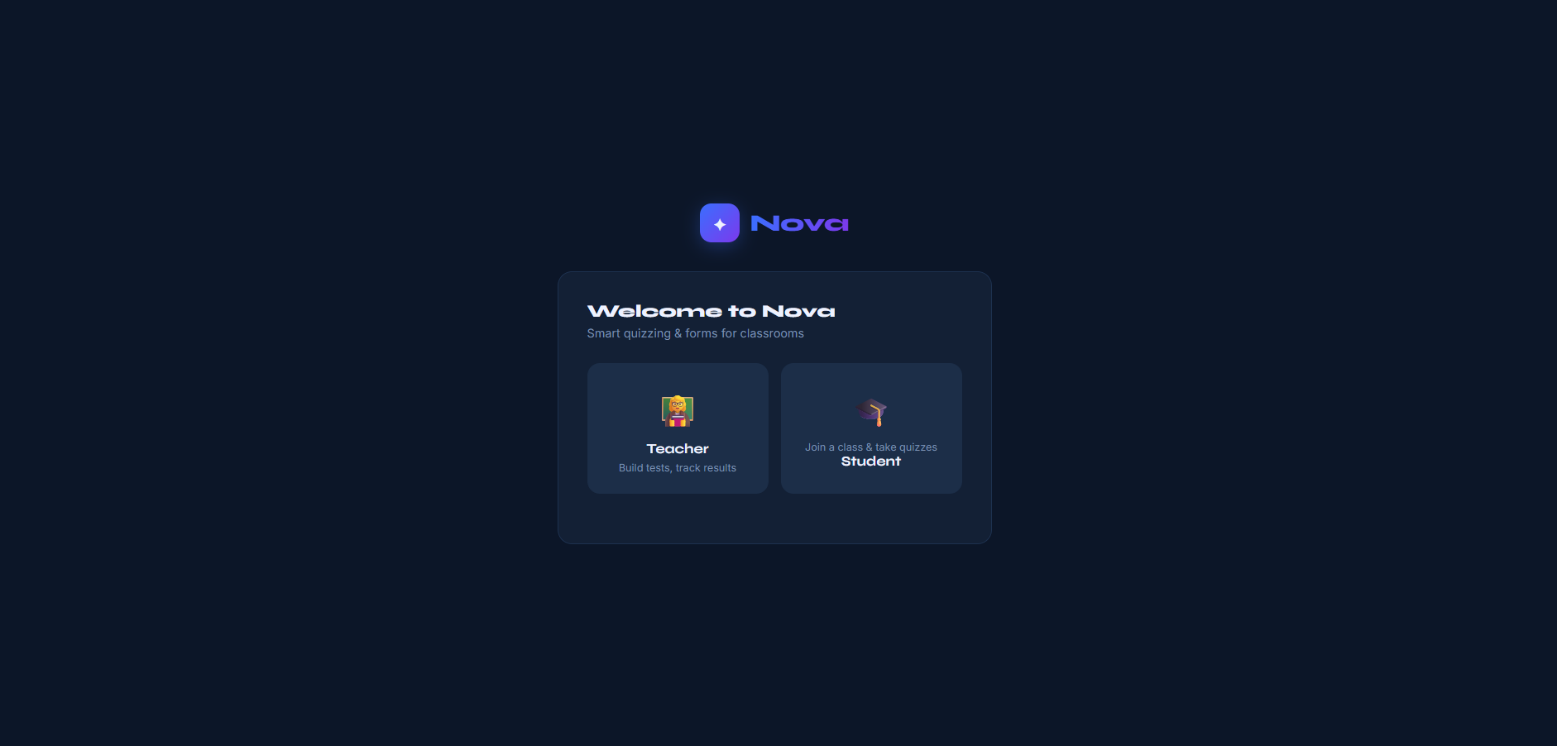 Nova
Welcome to Nova
Smart quizzing & forms for classrooms
Teacher
Build tests, track results
Join a class & take quizzes
Student